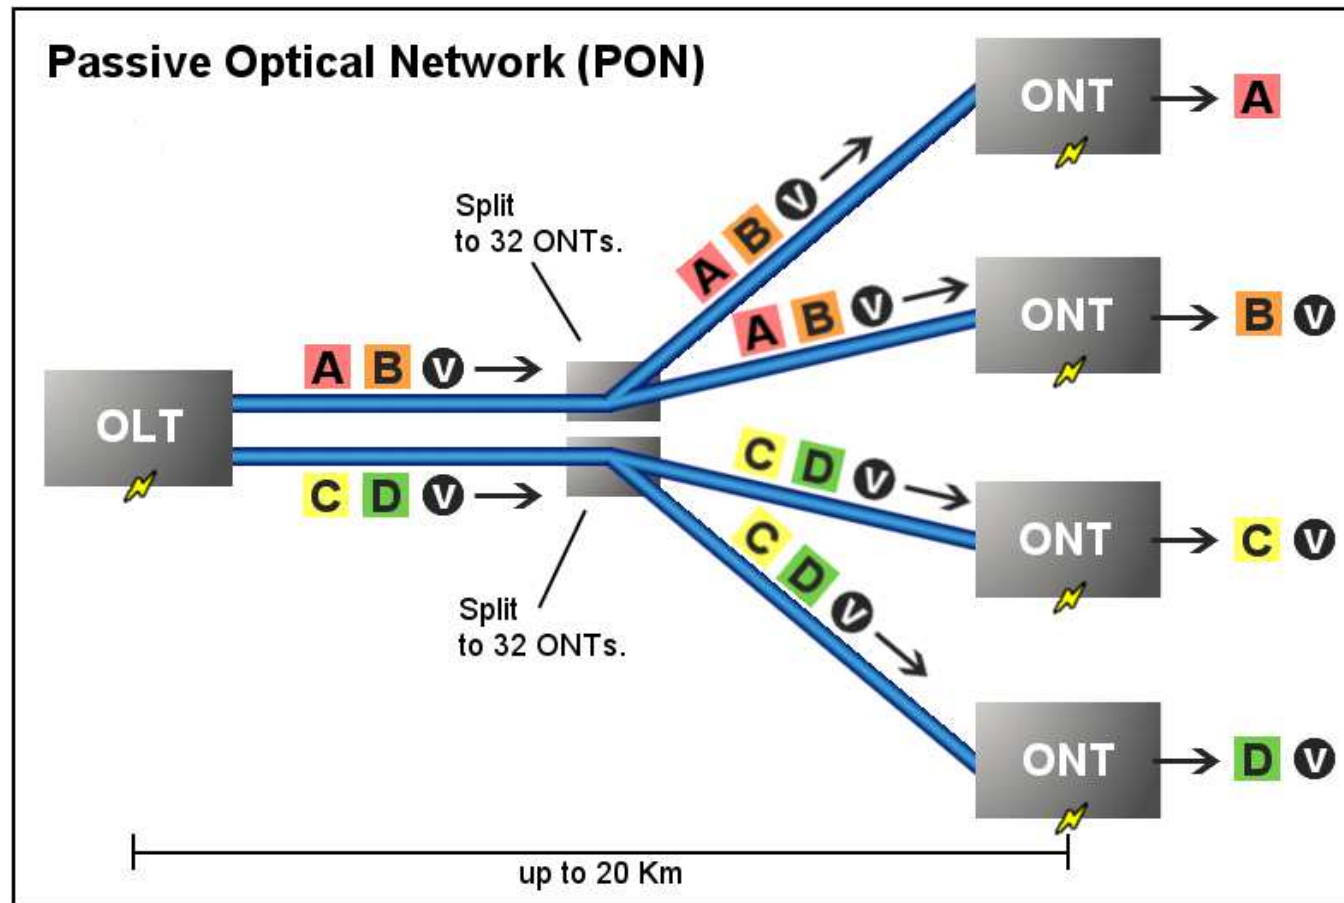 Passive Optical Network (PON)
ONT
A
A B V
Split
to 32 ONTs.
ONT
B V
A B V
A B V
OLT
C D V
C D V
ONT
C V
C D V
Split
to 32 ONTs.
ONT
D V
up to 20 Km